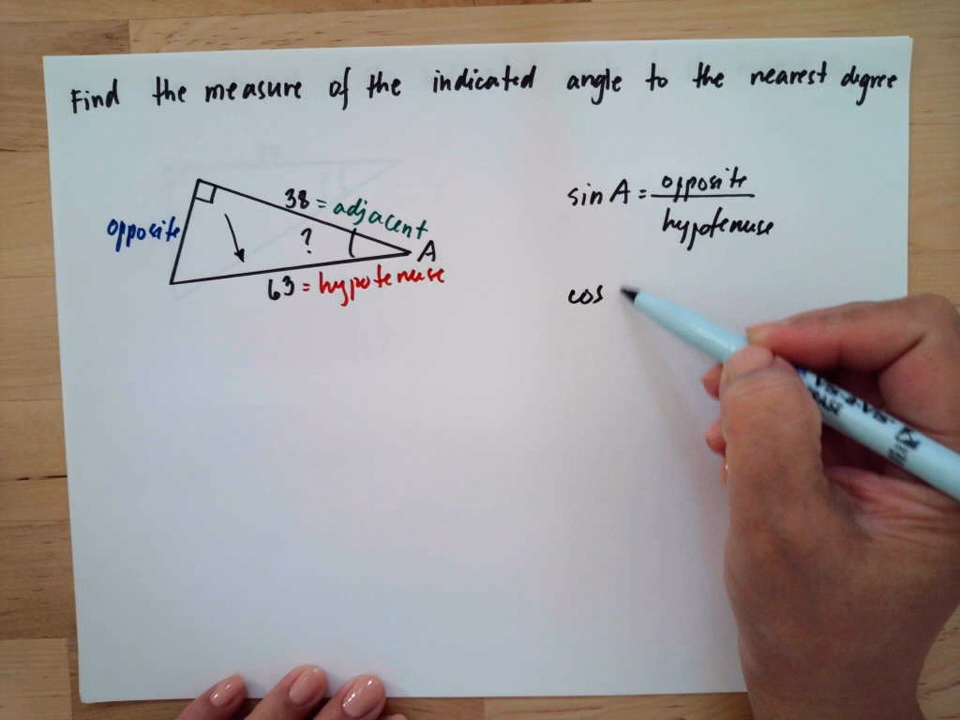 Find the measure of the indicated angle to the nearest degree
38 = adjacent
opposite
?
A
63 = hypotenuse
sin A = opposite
hypotenuse
cos